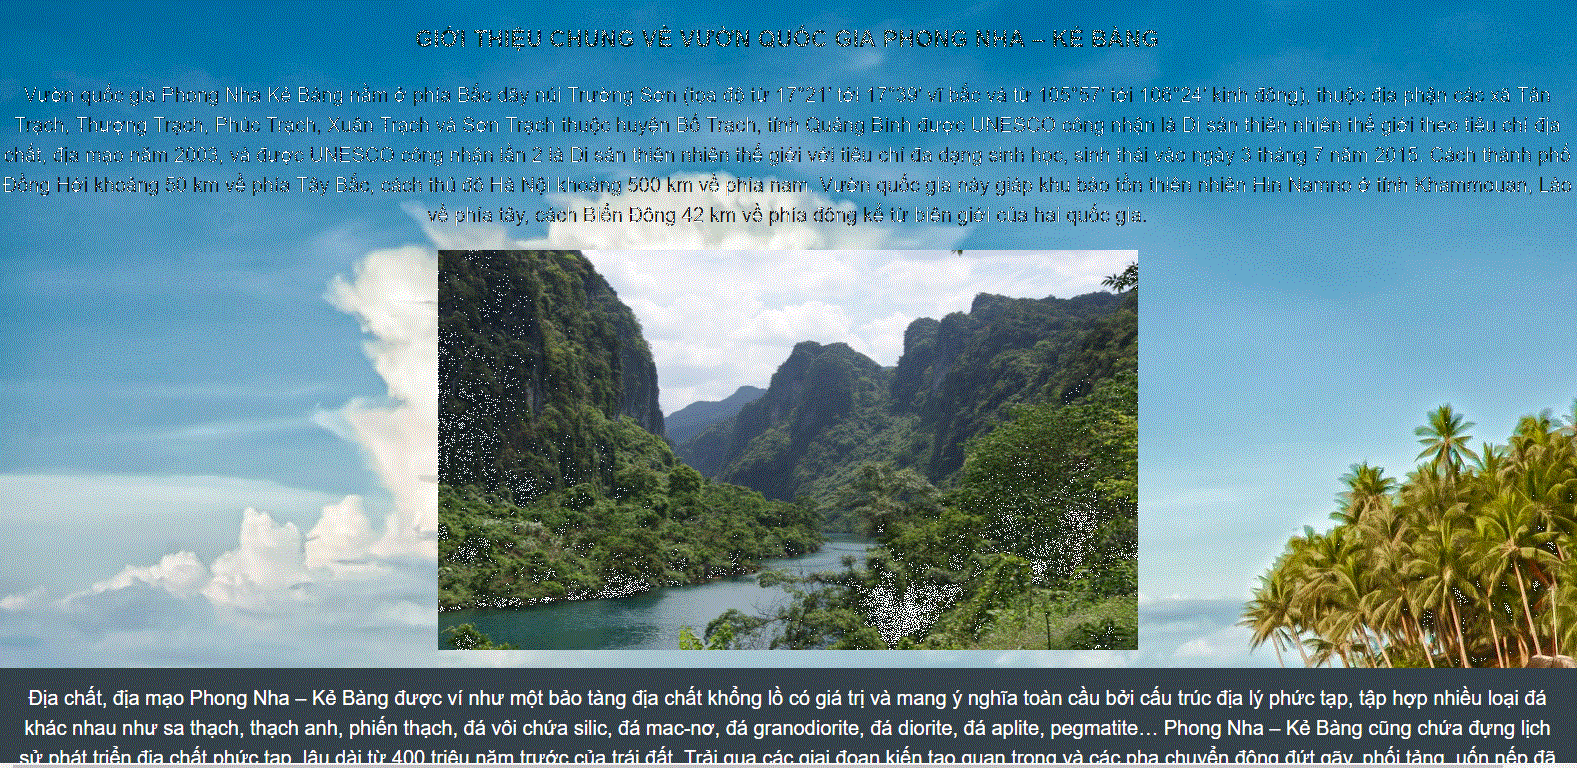 GIỚI THIỆU CHUNG VỀ VƯỜN QUỐC GIA PHONG NHA – KẺ BÀNG
Vườn quốc gia Phong Nha Kẻ Bàng nằm ở phía Bắc dãy núi Trường Sơn (tọa độ từ 17°21′ tới 17°39′ vĩ bắc và từ 105°57′ tới 106°24′ kinh đông), thuộc địa phận các xã Tân
Trạch, Thượng Trạch, Phúc Trạch, Xuân Trạch và Sơn Trạch thuộc huyện Bố Trạch, tỉnh Quảng Bình được UNESCO công nhận là Di sản thiên nhiên thế giới theo tiêu chí địa
chất, địa mạo năm 2003, và được UNESCO công nhận lần 2 là Di sản thiên nhiên thế giới với tiêu chí đa dạng sinh học, sinh thái vào ngày 3 tháng 7 năm 2015. Cách thành phố
Đồng Hới khoảng 50 km về phía Tây Bắc, cách thủ đô Hà Nội khoảng 500 km về phía nam. Vườn quốc gia này giáp khu bảo tồn thiên nhiên Hin Namno ở tỉnh Khammouan, Lào
về phía tây, cách Biển Đông 42 km về phía đông kể từ biên giới của hai quốc gia.
Địa chất, địa mạo Phong Nha – Kẻ Bàng được ví như một bảo tàng địa chất khổng lồ có giá trị và mang ý nghĩa toàn cầu bởi cấu trúc địa lý phức tạp, tập hợp nhiều loại đá
khác nhau như sa thạch, thạch anh, phiến thạch, đá vôi chứa silic, đá mac-nơ, đá granodiorite, đá diorite, đá aplite, pegmatite… Phong Nha – Kẻ Bàng cũng chứa đựng lịch
sử phát triển địa chất phức tạp, lâu dài từ 400 triệu năm trước của trái đất. Trải qua các giai đoạn kiến tạo quan trọng và các pha chuyển động đứt gãy, phối tảng, uốn nếp đã